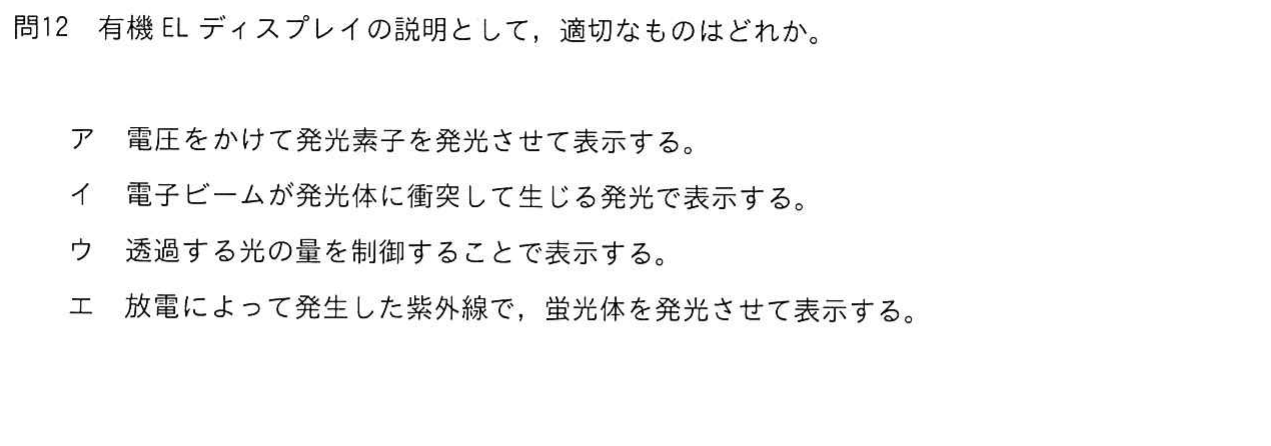 問12　有機 EL ディスプレイの説明として，適切なものはどれか。
ア　電圧をかけて発光素子を発光させて表示する。
イ　電子ビームが発光体に衝突して生じる発光で表示する。
ウ　透過する光の量を制御することで表示する。
エ　放電によって発生した紫外線で，蛍光体を発光させて表示する。